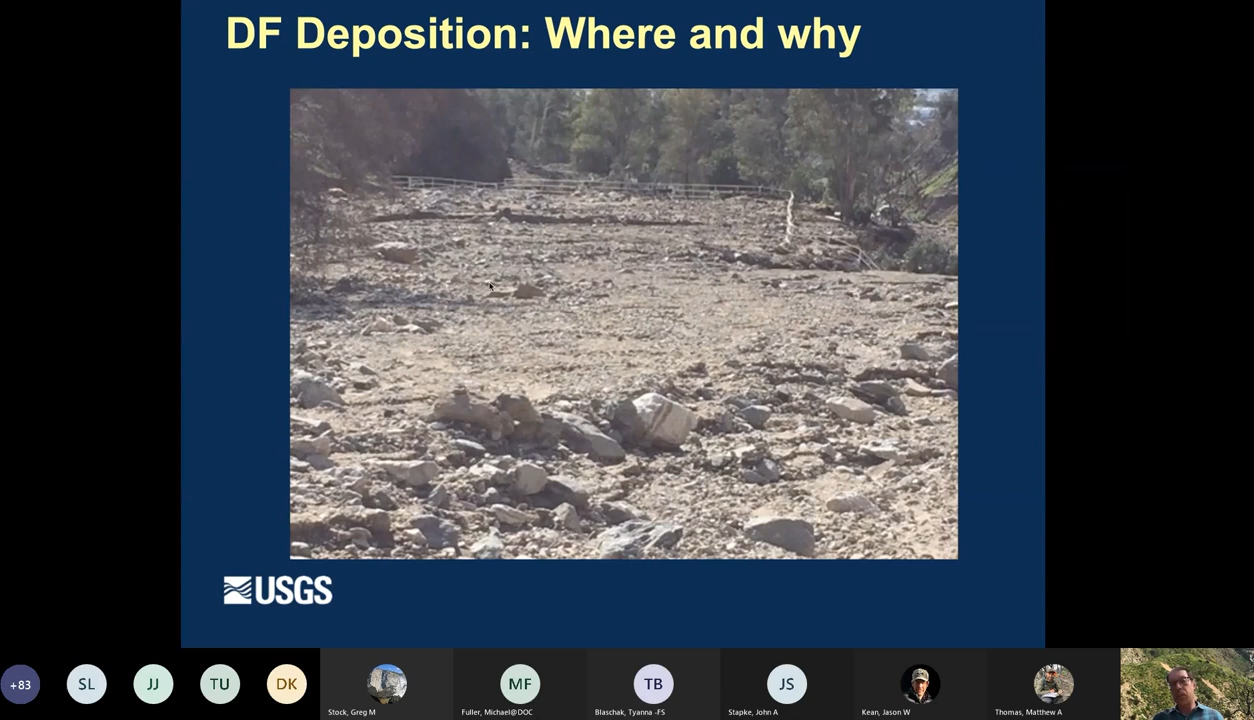 DF Deposition: Where and why
USGS
+83
SL
JJ
TU
DK
Stock, Greg M
MF
Fuller, Michael@DOC
TB
Blaschak, Tyanna -FS
JS
Stapke, John A
Kean, Jason W
Thomas, Matthew A